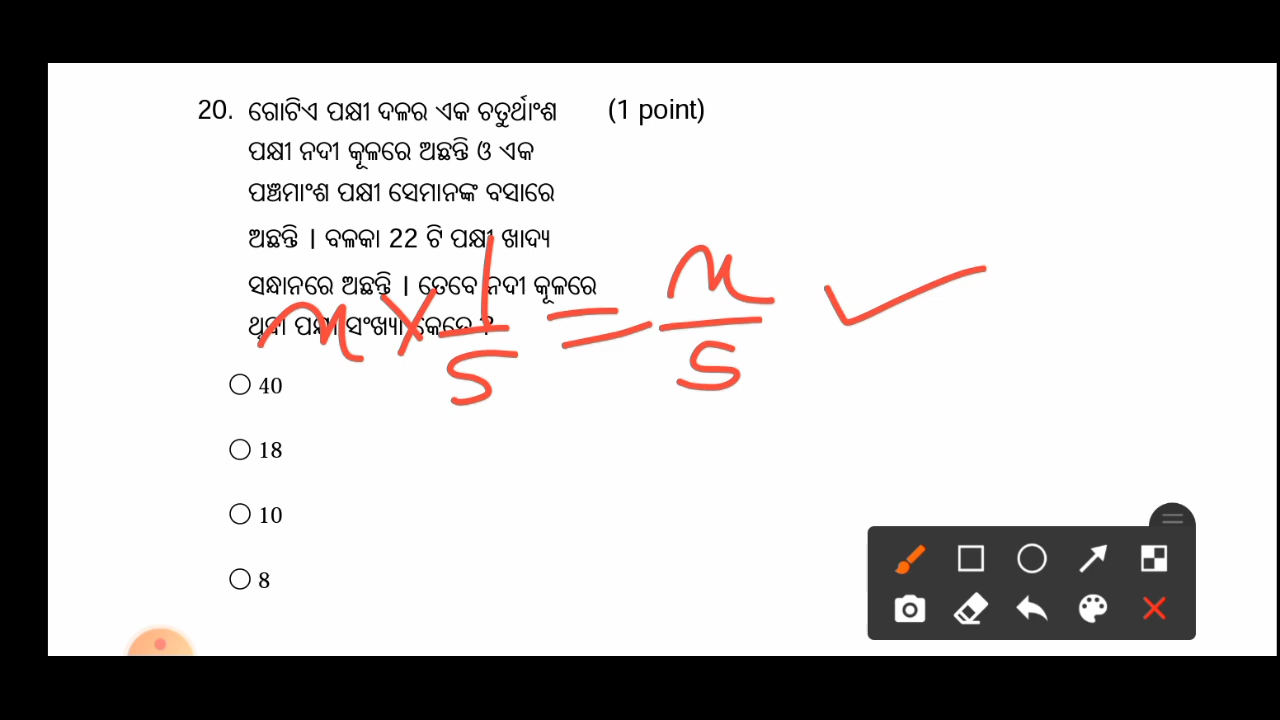 20. ଗୋଟିଏ ପକ୍ଷୀ ଦଳର ଏକ ଚତୁର୍ଥାଂଶ (1 point)
ପକ୍ଷୀ ନଦୀ କୂଳରେ ଅଛନ୍ତି ଓ ଏକ
ପଞ୍ଚମାଂଶ ପକ୍ଷୀ ସେମାନଙ୍କ ବସାରେ
ଅଛନ୍ତି | ବଳକା 22 ଟି ପକ୍ଷୀ ଖାଦ୍ୟ
ସନ୍ଧାନରେ ଅଛନ୍ତି | ତେବେ ନଦୀ କୂଳରେ
ଥିବା ପକ୍ଷୀ ସଂଖ୍ୟା କେତେ ?
x × 1/5 = x/5 ✓
40
18
10
8